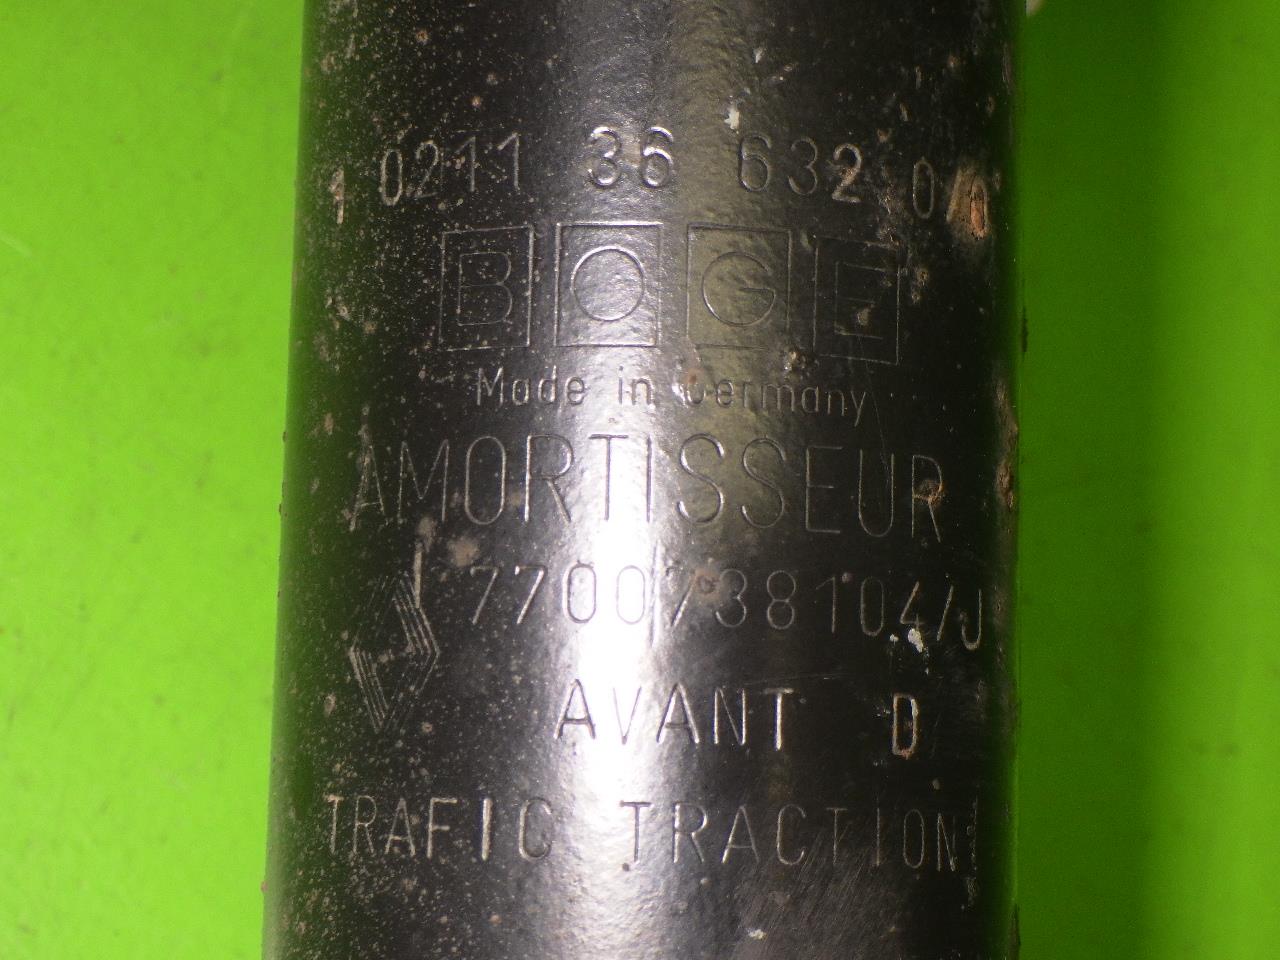 1 0211 36 632 0/0
BOGE
Made in Germany
AMORTISSEUR
7700738104/J
AVANT D
TRAFIC TRACTION